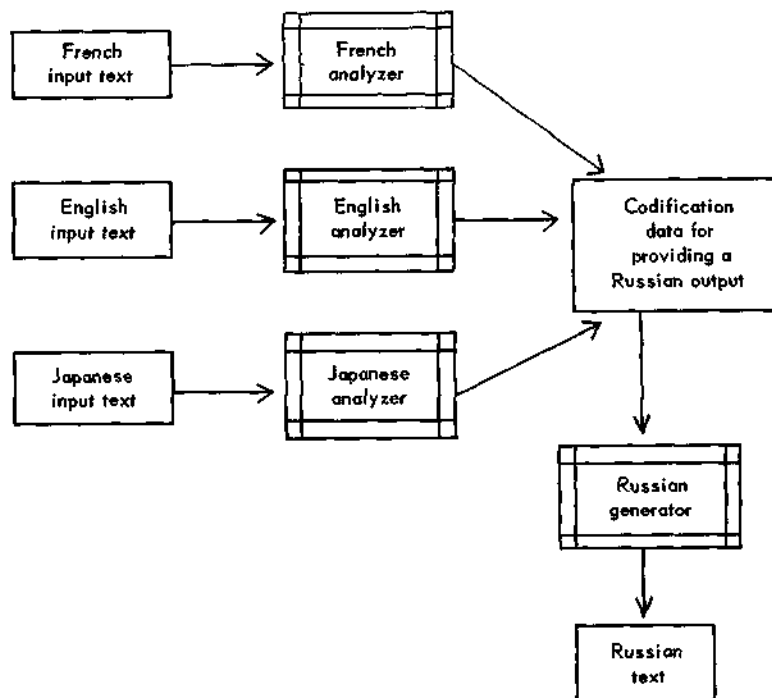 French
input text
French
analyzer
English
input text
English
analyzer
Codification
data for
providing a
Russian output
Japanese
input text
Japanese
analyzer
Russian
generator
Russian
text